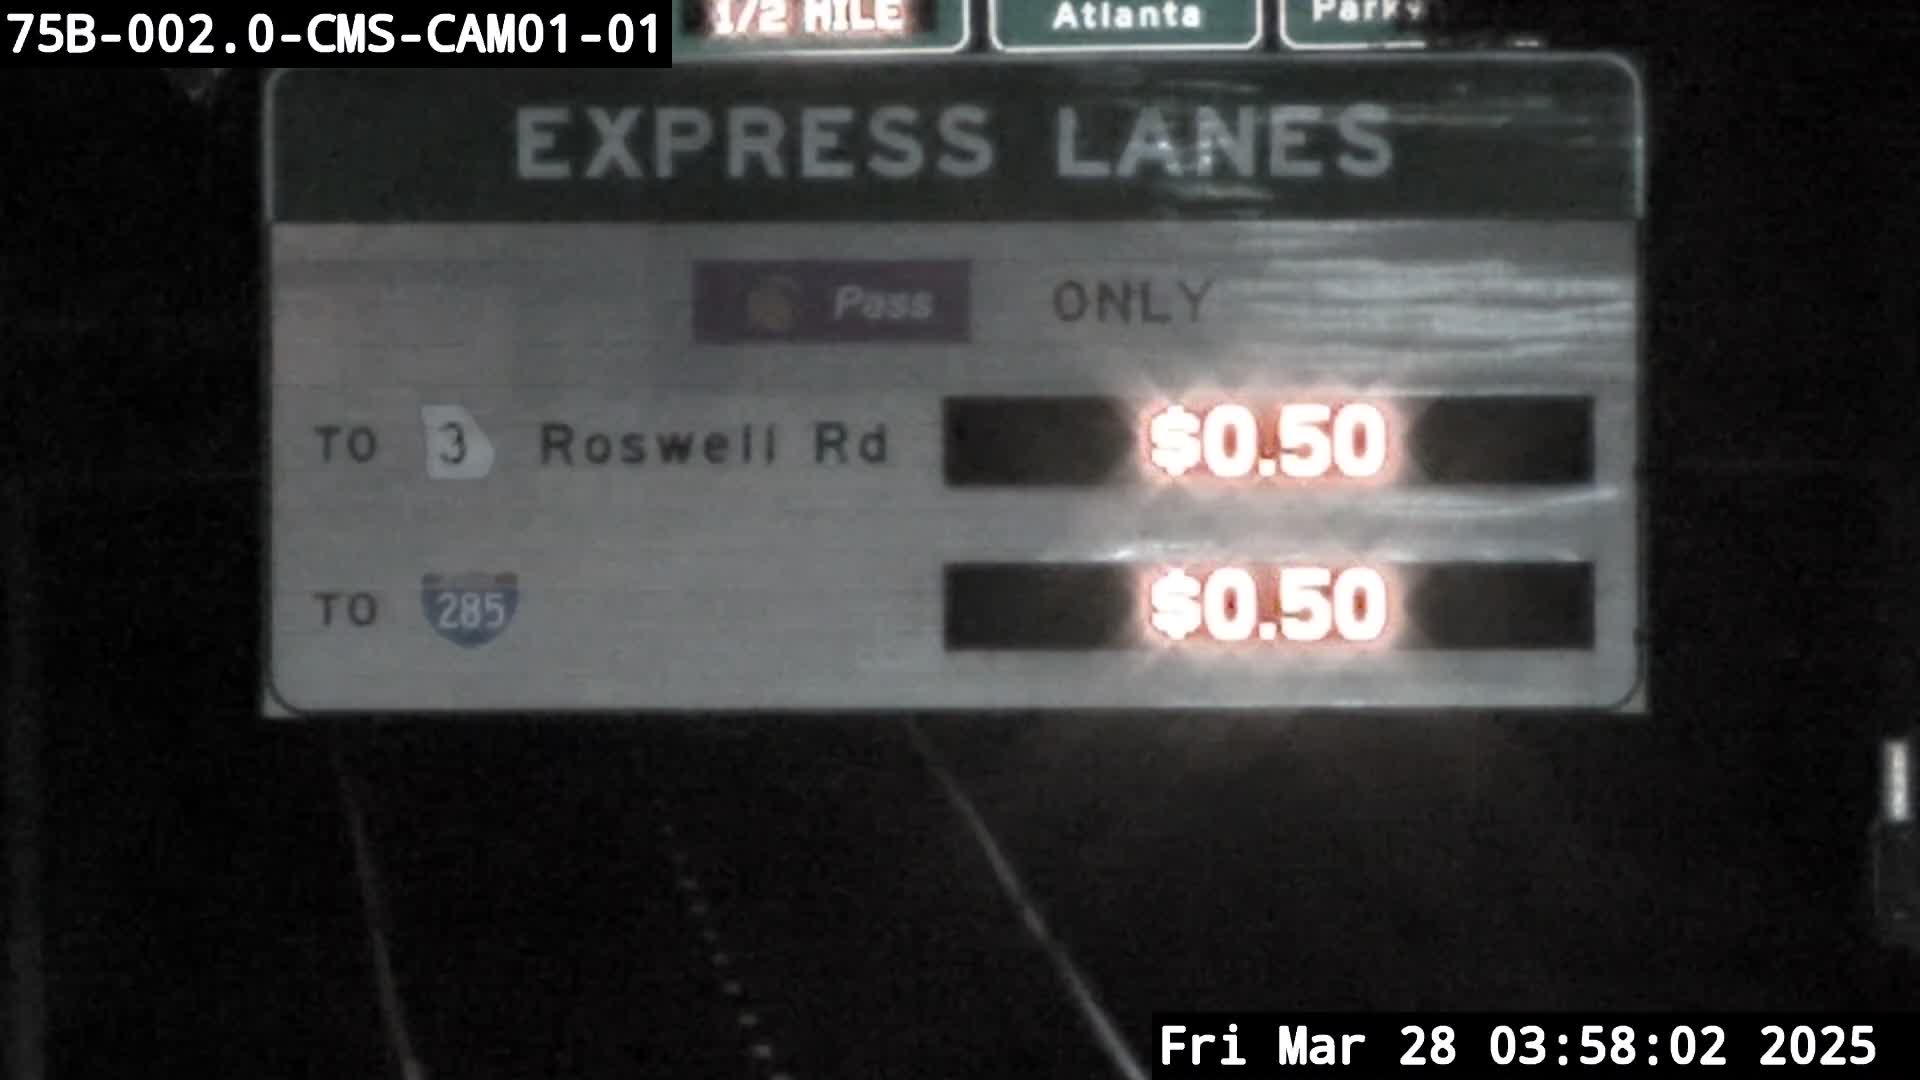 75B-002.0-CMS-CAM01-01
1/2 MILE
Atlanta
EXPRESS LANES
Pass ONLY
TO 3 Roswell Rd $0.50
TO 285 $0.50
Fri Mar 28 03:58:02 2025